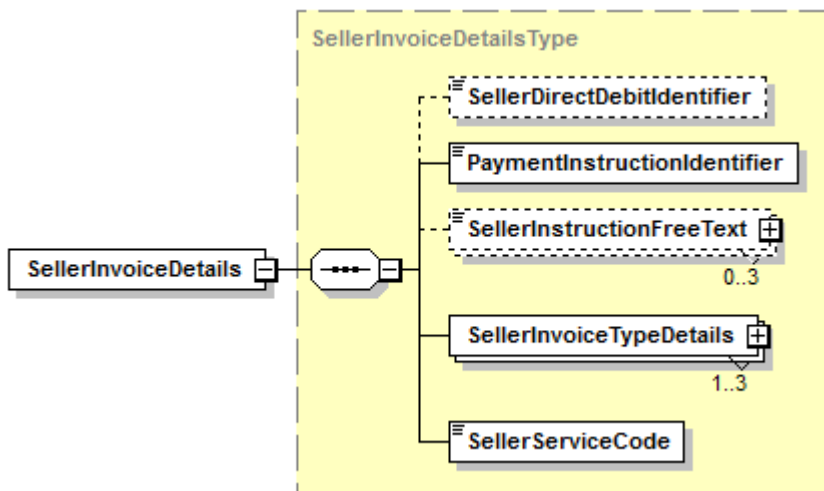 SellerInvoiceDetailsType
SellerDirectDebitIdentifier
PaymentInstructionIdentifier
SellerInstructionFreeText
0..3
SellerInvoiceDetails
SellerInvoiceTypeDetails
1..3
SellerServiceCode